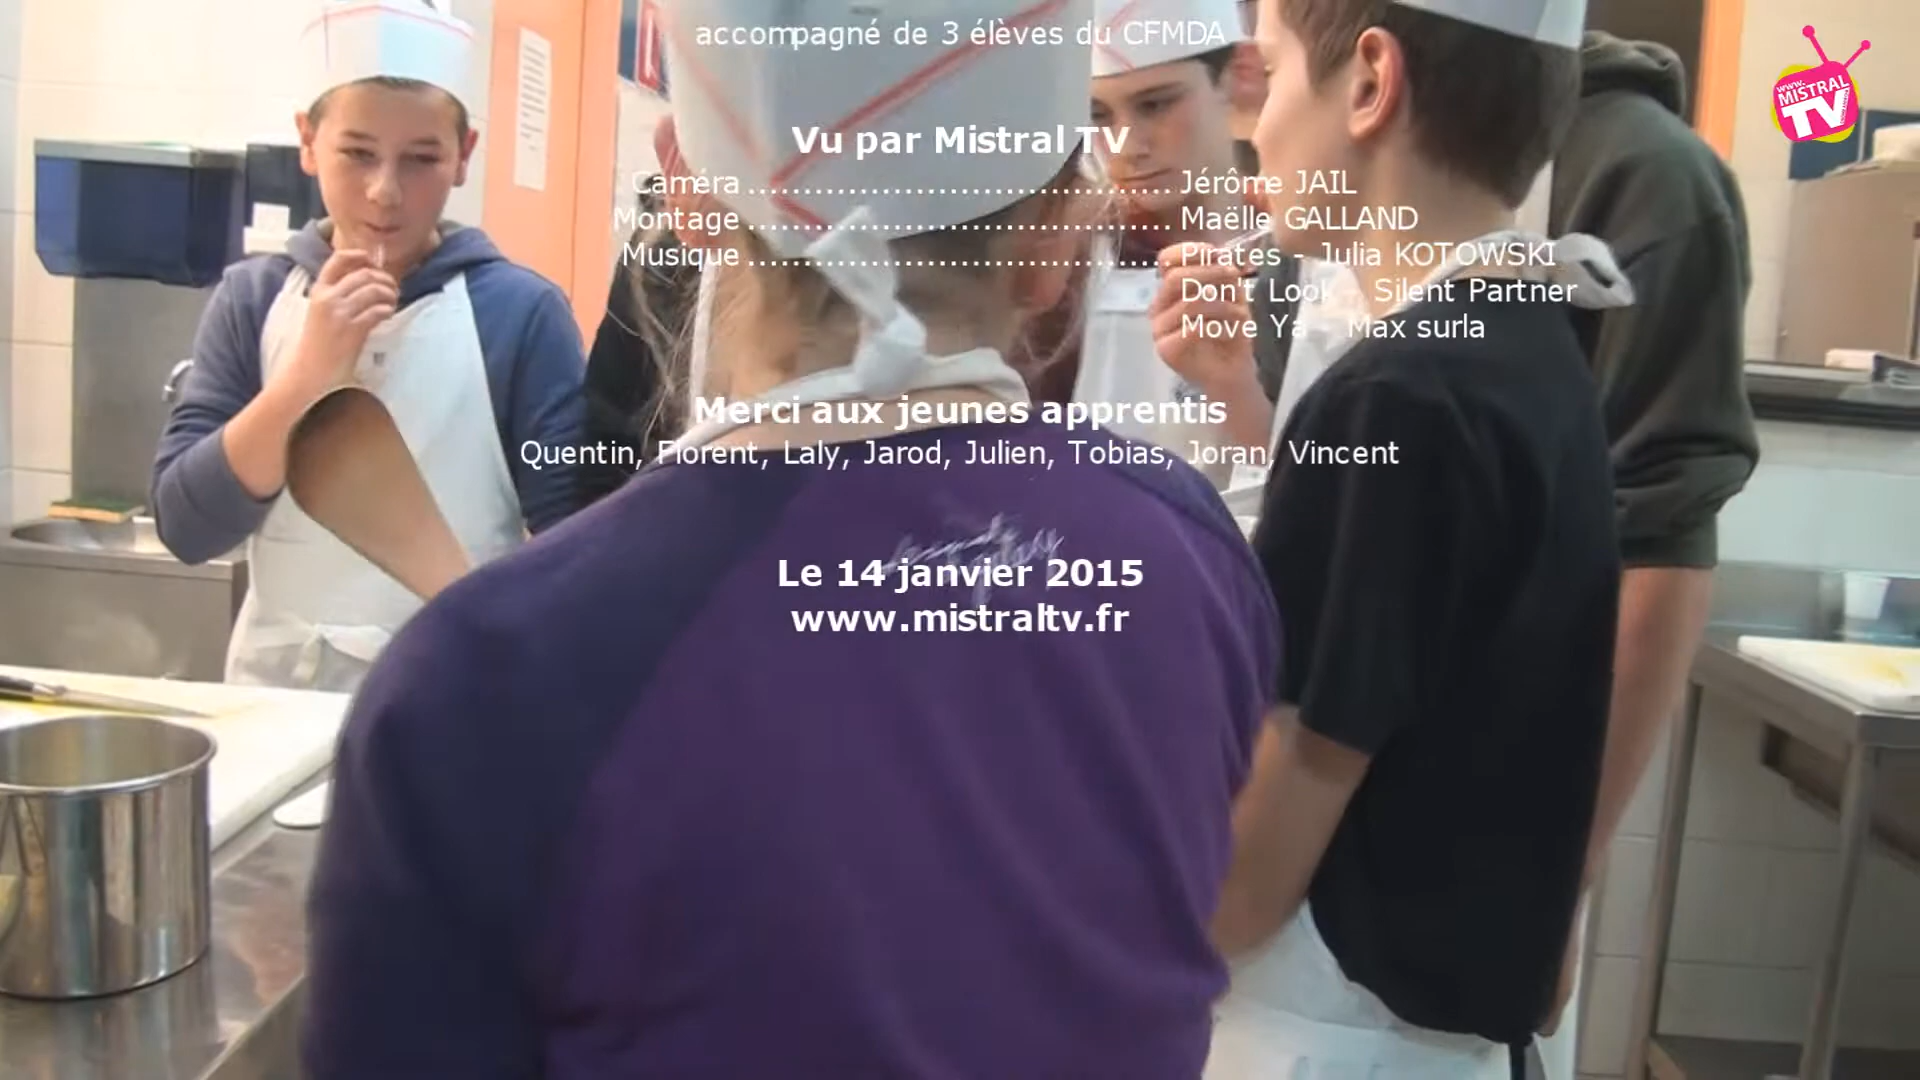 accompagné de 3 élèves du CFMDA
www.
MISTRAL
TV
Vu par Mistral TV
Caméra ...................................... Jérôme JAIL
Montage ...................................... Maëlle GALLAND
Musique ...................................... Pirates - Julia KOTOWSKI
Don't Look - Silent Partner
Move Ya - Max surla
Merci aux jeunes apprentis
Quentin, Florent, Laly, Jarod, Julien, Tobias, Joran, Vincent
Le 14 janvier 2015
www.mistraltv.fr